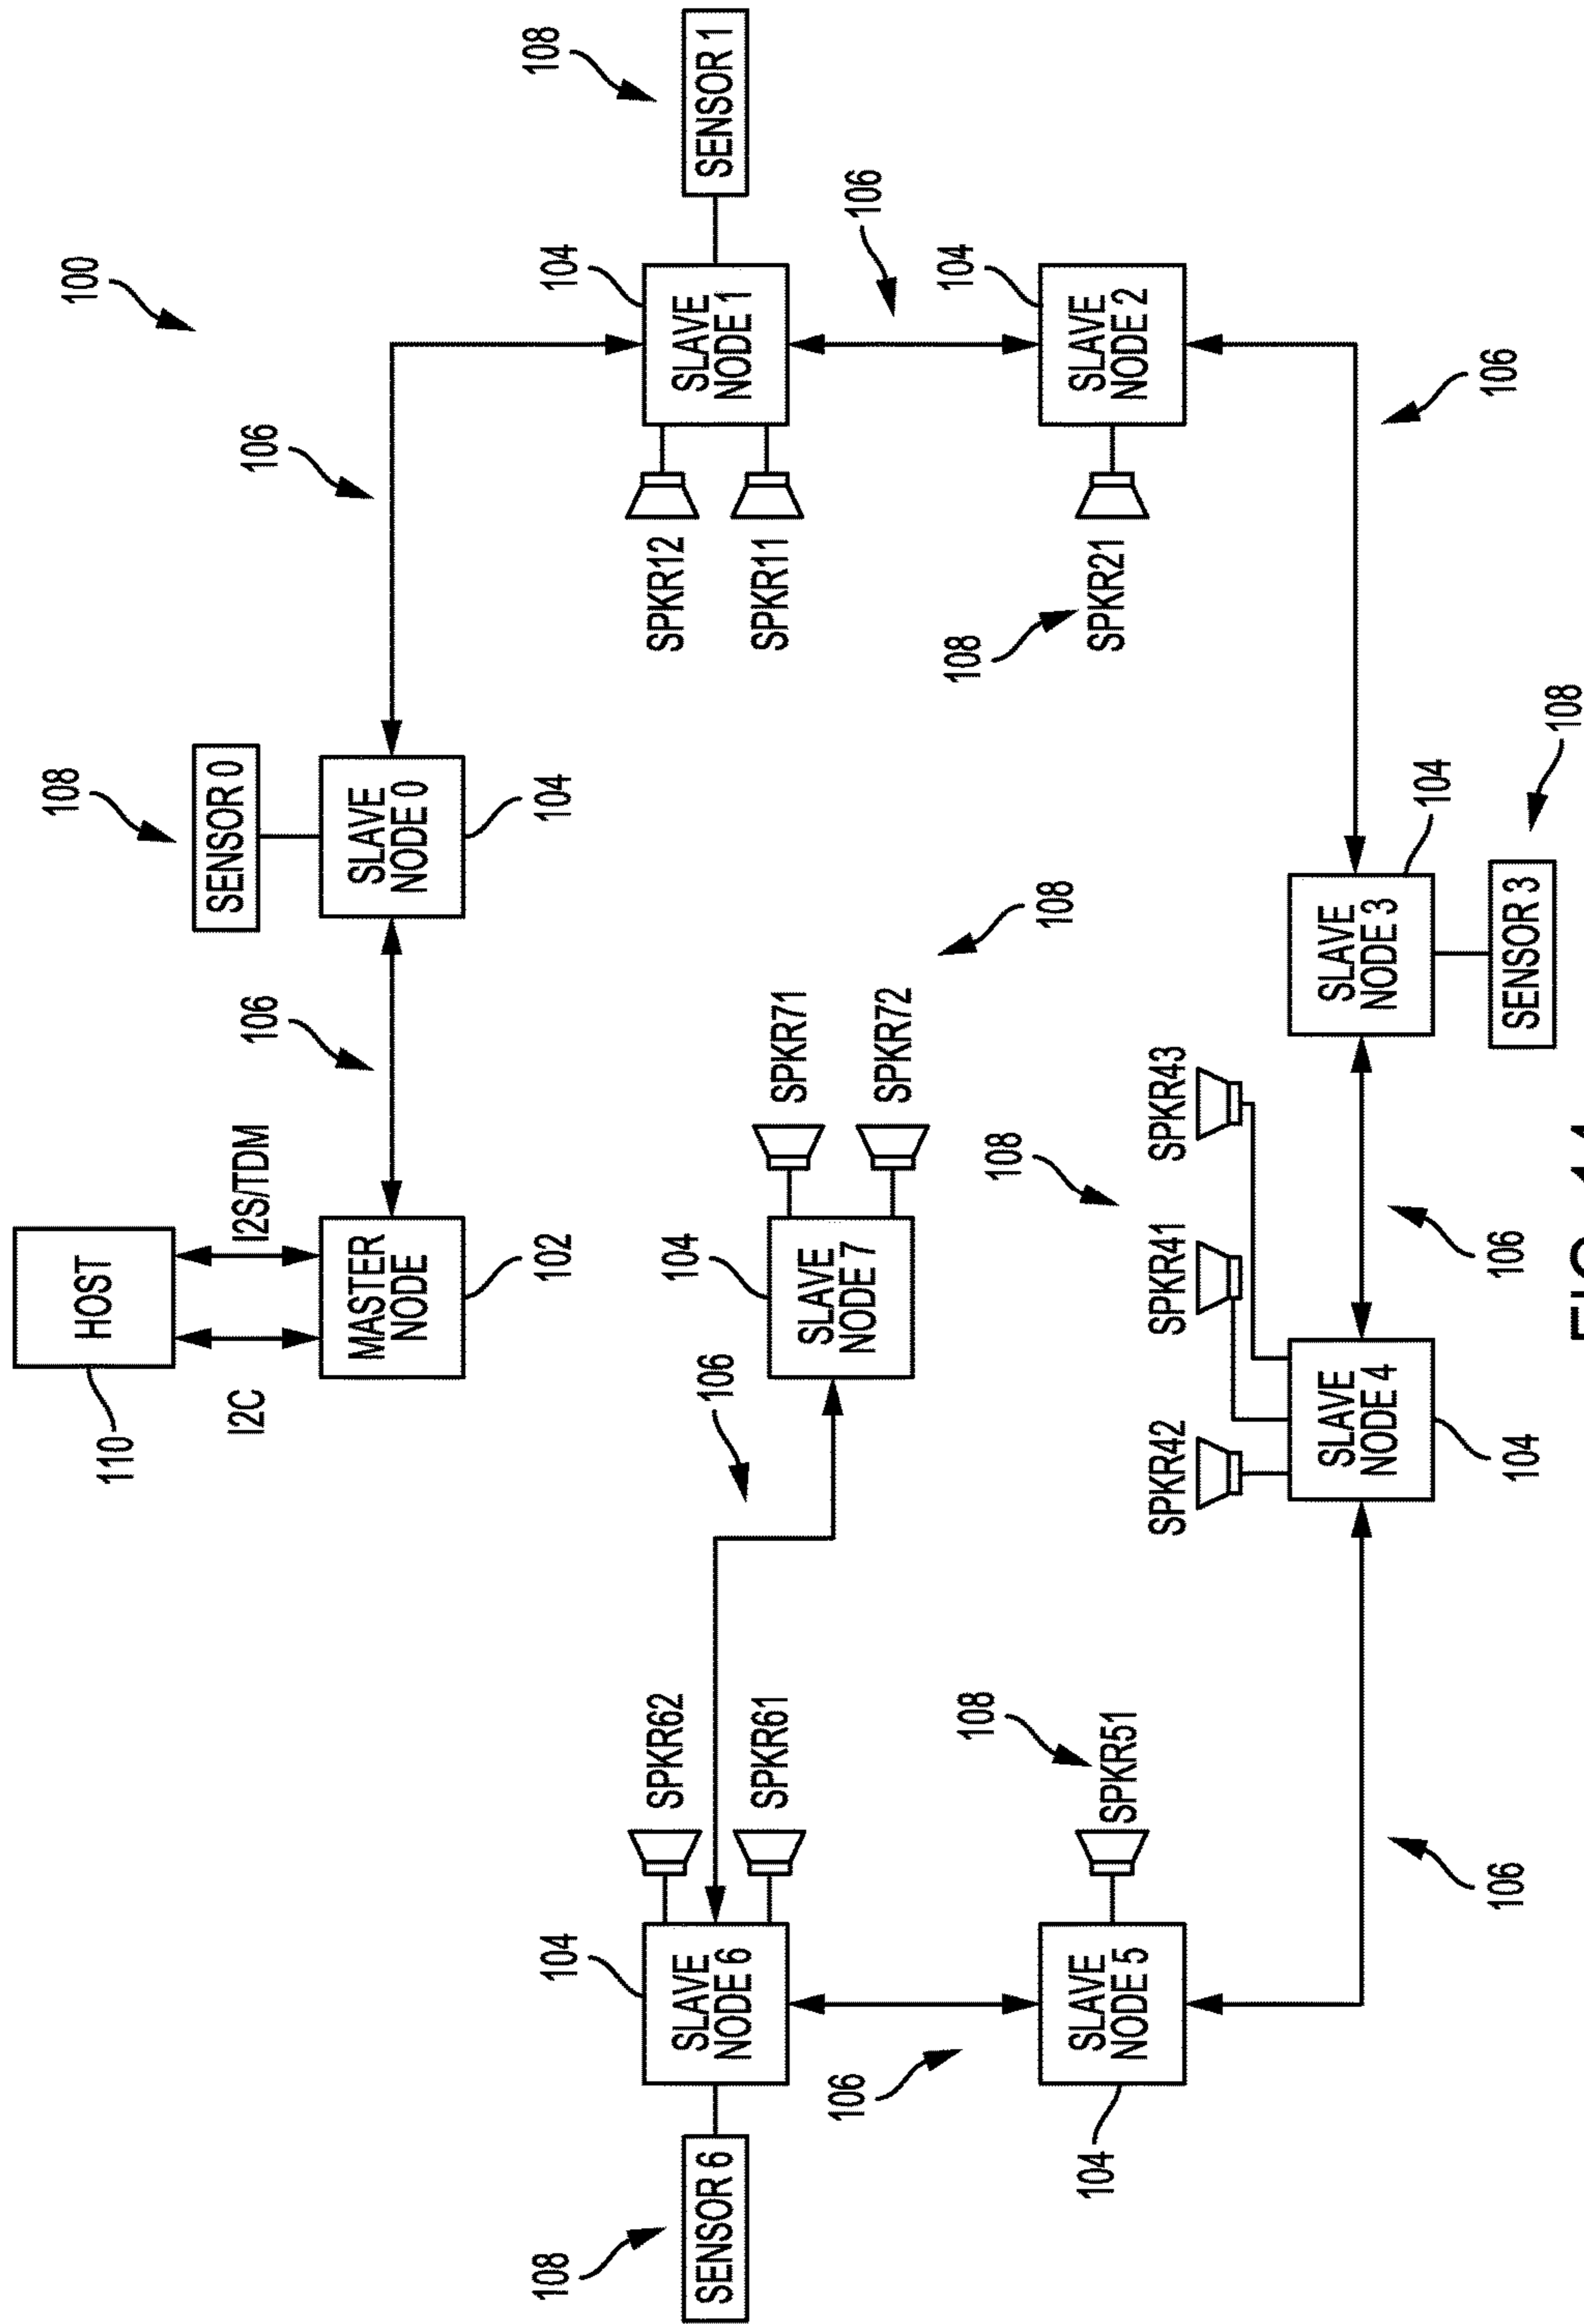 HOST
108
100
110
I2C
I2S/TDM
SENSOR 0
106
106
MASTER
NODE
SLAVE
NODE 0
102
104
108
104
104
108
SPKR62
SPKR12
SENSOR 6
SLAVE
NODE 6
SLAVE
NODE 1
SENSOR 1
104
106
SPKR61
SPKR71
SPKR11
SLAVE
NODE 7
SPKR72
106
106
108
108
104
108
108
SLAVE
NODE 5
SPKR51
SPKR21
SLAVE
NODE 2
104
SPKR42
SPKR41
SPKR43
SLAVE
NODE 4
SLAVE
NODE 3
104
106
104
106
106
SENSOR 3
108